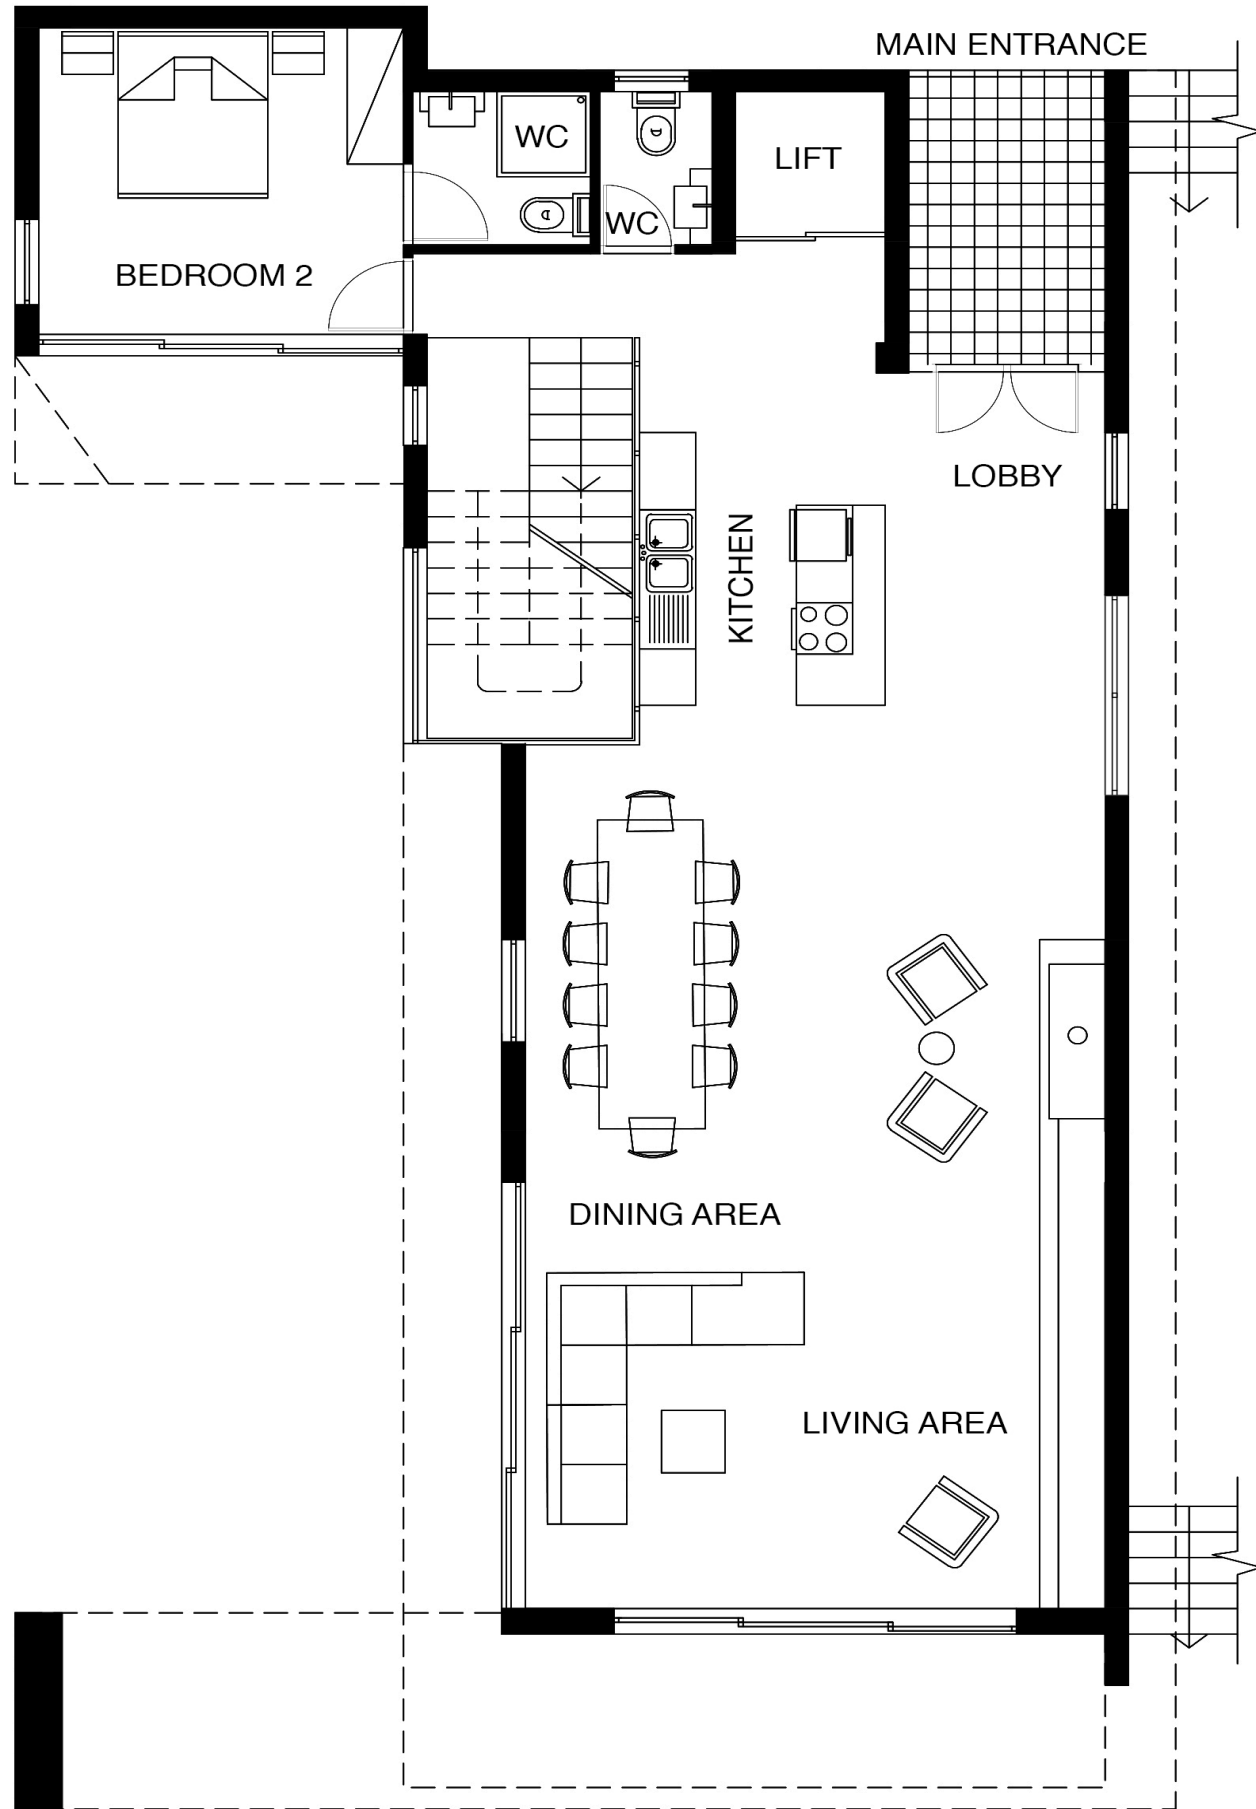 MAIN ENTRANCE
WC
LIFT
WC
BEDROOM 2
LOBBY
KITCHEN
DINING AREA
LIVING AREA